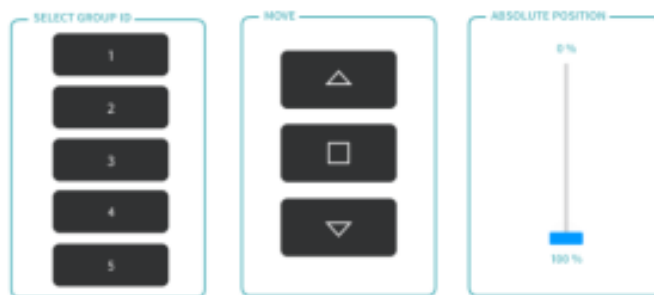 SELECT GROUP ID
1
2
3
4
5
MOVE
ABSOLUTE POSITION
0 %
100 %